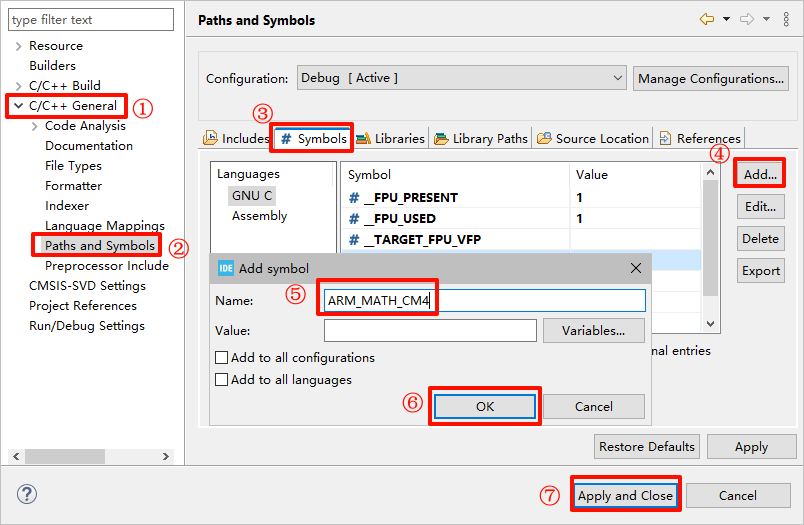 type filter text
Resource
Builders
C/C++ Build
C/C++ General ①
Code Analysis
Documentation
File Types
Formatter
Indexer
Language Mappings
Paths and Symbols ②
Preprocessor Include
CMSIS-SVD Settings
Project References
Run/Debug Settings
Paths and Symbols
Configuration: Debug [ Active ] Manage Configurations...
③
Includes # Symbols Libraries Library Paths Source Location References
④
Languages
GNU C
Assembly
Symbol Value
# __FPU_PRESENT 1
# __FPU_USED 1
# __TARGET_FPU_VFP
Add...
Edit...
Delete
Export
IDE Add symbol
Name: ⑤ ARM_MATH_CM4
Value: Variables...
Add to all configurations
Add to all languages
⑥ OK Cancel
nal entries
Restore Defaults Apply
? ⑦ Apply and Close Cancel